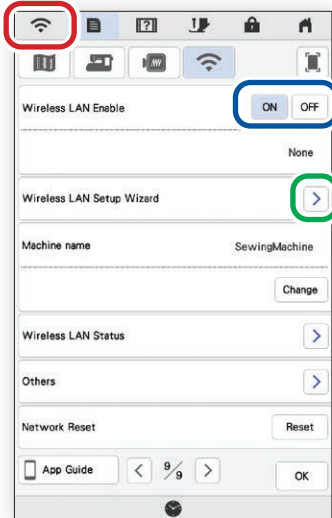 Wireless LAN Enable ON OFF
None
Wireless LAN Setup Wizard
Machine name SewingMachine
Change
Wireless LAN Status
Others
Network Reset Reset
App Guide 9/9 OK